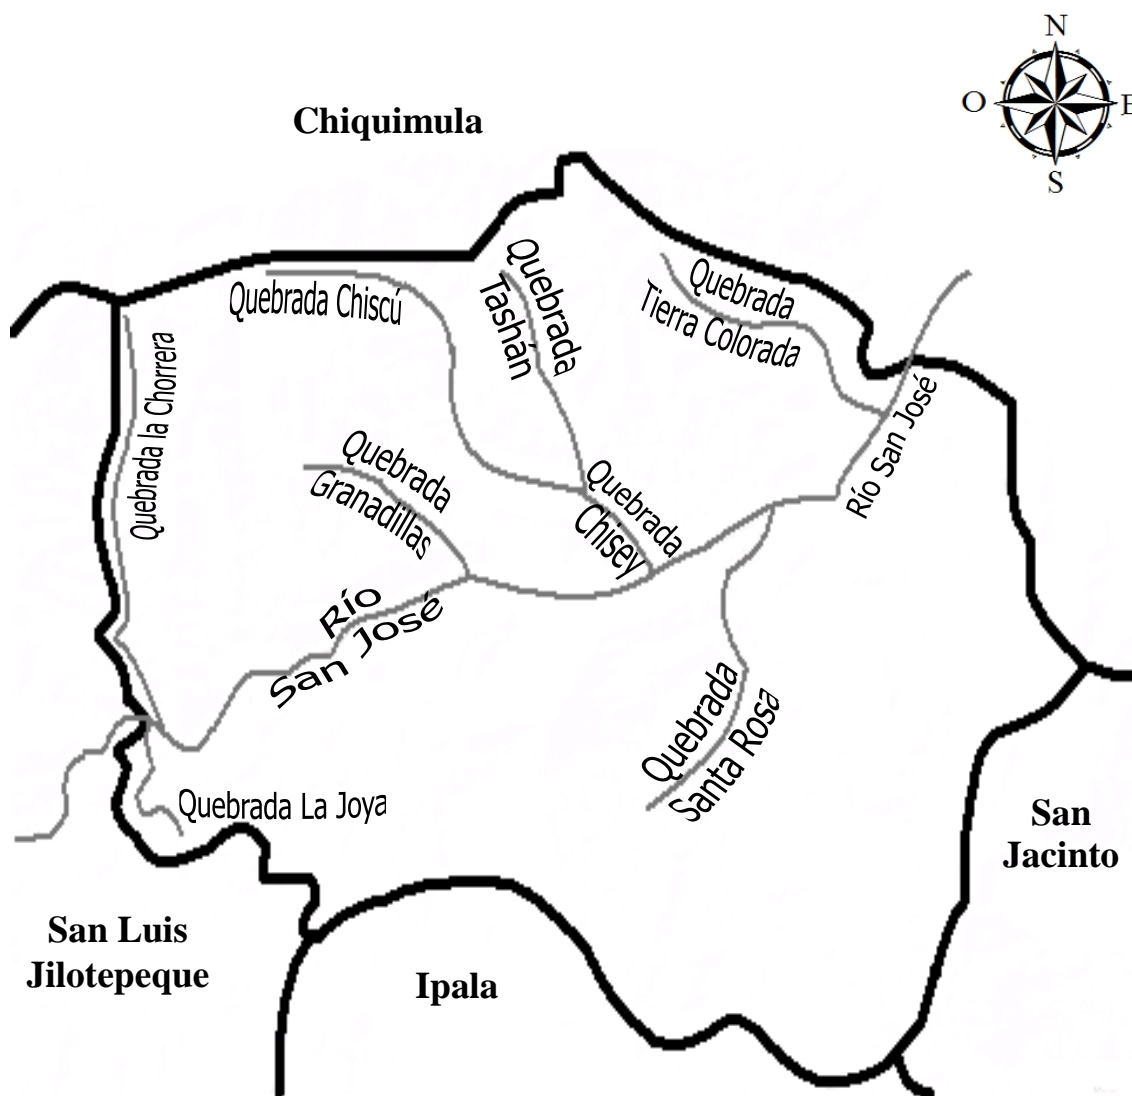 N
O
E
S
Chiquimula
Quebrada Chiscú
Quebrada
Tashán
Quebrada
Tierra Colorada
Quebrada la Chorrera
Río San José
Quebrada
Granadillas
Quebrada
Chisey
Río
San José
Quebrada
Santa Rosa
Quebrada La Joya
San
Jacinto
San Luis
Jilotepeque
Ipala